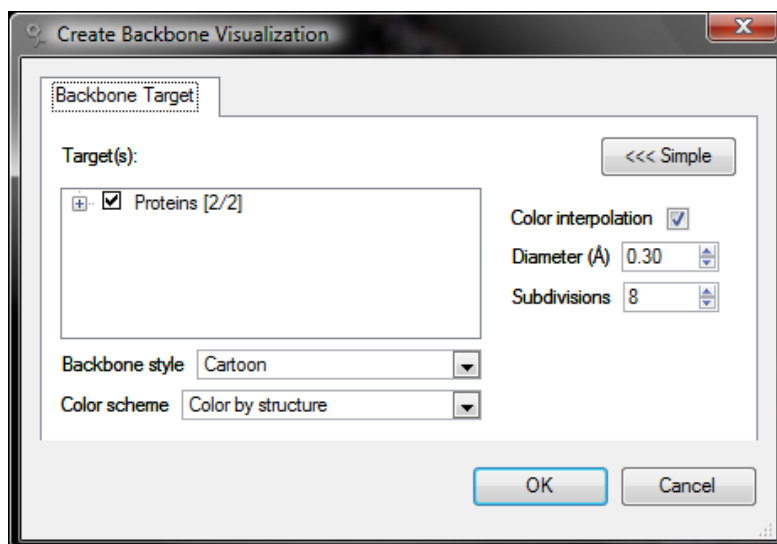 Create Backbone Visualization
Backbone Target
Target(s):
<<< Simple
Proteins [2/2]
Color interpolation
Diameter (Å) 0.30
Subdivisions 8
Backbone style Cartoon
Color scheme Color by structure
OK Cancel